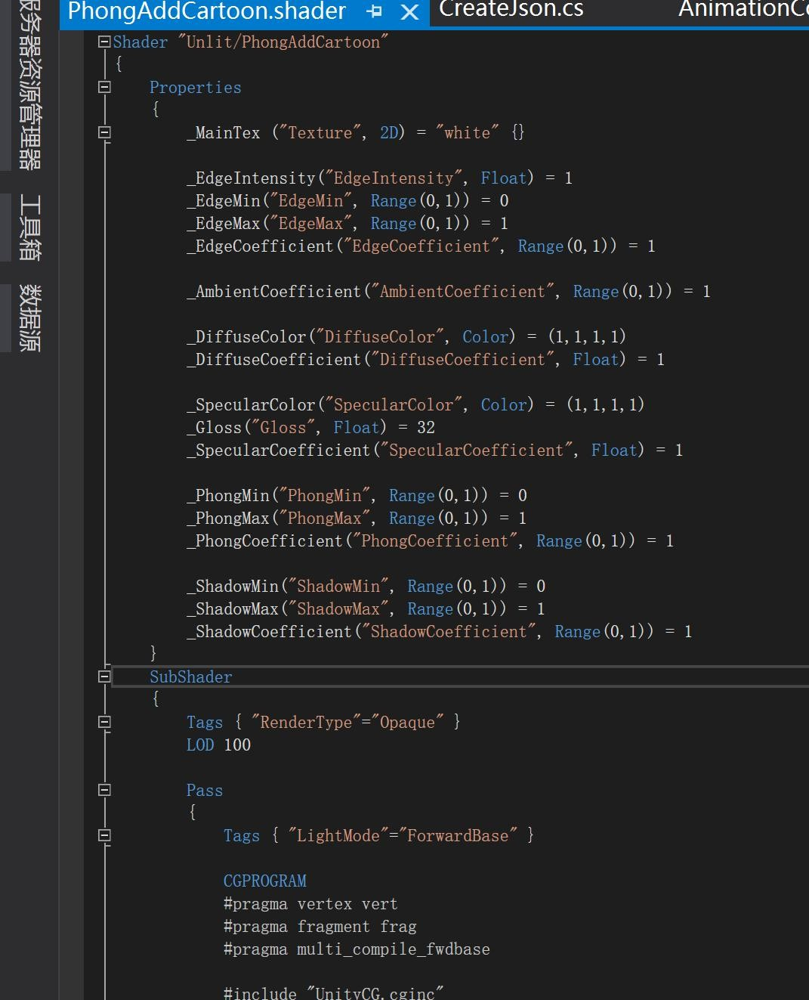 PhongAddCartoon.shader CreateJson.cs
服务器资源管理器
工具箱
数据源
Shader "Unlit/PhongAddCartoon"
{
Properties
{
_MainTex ("Texture", 2D) = "white" {}
_EdgeIntensity("EdgeIntensity", Float) = 1
_EdgeMin("EdgeMin", Range(0,1)) = 0
_EdgeMax("EdgeMax", Range(0,1)) = 1
_EdgeCoefficient("EdgeCoefficient", Range(0,1)) = 1
_AmbientCoefficient("AmbientCoefficient", Range(0,1)) = 1
_DiffuseColor("DiffuseColor", Color) = (1,1,1,1)
_DiffuseCoefficient("DiffuseCoefficient", Float) = 1
_SpecularColor("SpecularColor", Color) = (1,1,1,1)
_Gloss("Gloss", Float) = 32
_SpecularCoefficient("SpecularCoefficient", Float) = 1
_PhongMin("PhongMin", Range(0,1)) = 0
_PhongMax("PhongMax", Range(0,1)) = 1
_PhongCoefficient("PhongCoefficient", Range(0,1)) = 1
_ShadowMin("ShadowMin", Range(0,1)) = 0
_ShadowMax("ShadowMax", Range(0,1)) = 1
_ShadowCoefficient("ShadowCoefficient", Range(0,1)) = 1
}
SubShader
{
Tags { "RenderType"="Opaque" }
LOD 100
Pass
{
Tags { "LightMode"="ForwardBase" }
CGPROGRAM
#pragma vertex vert
#pragma fragment frag
#pragma multi_compile_fwdbase
#include "UnityCG.cginc"